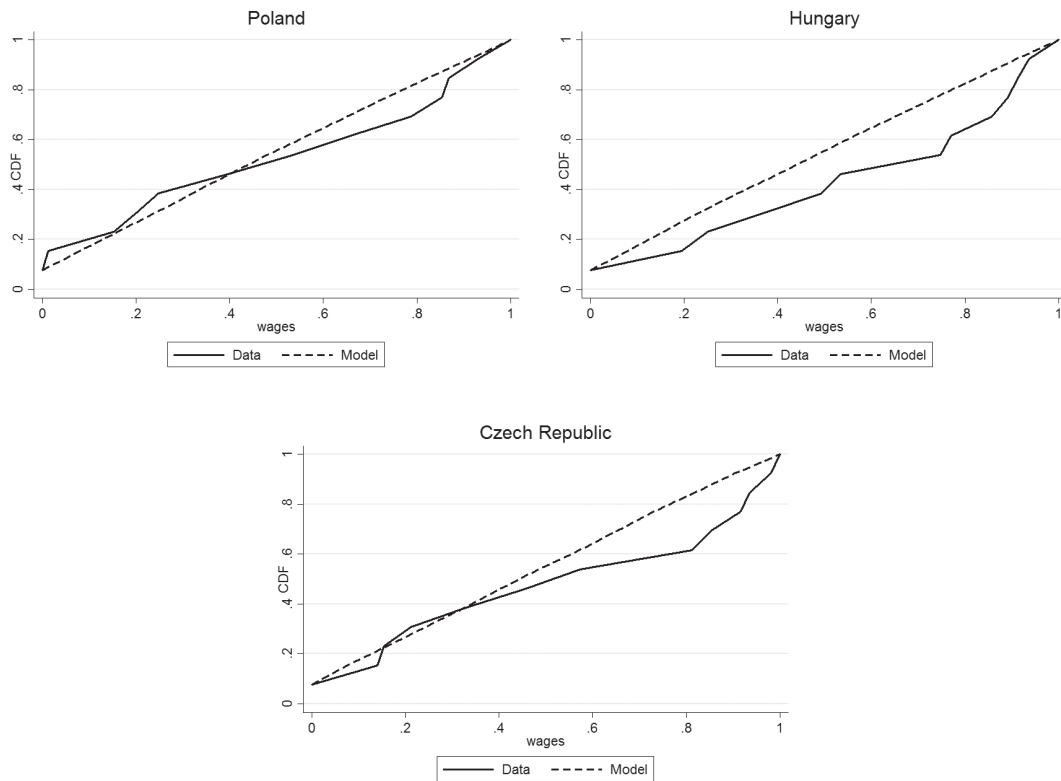 Poland
CDF
0 .2 .4 .6 .8 1
0 .2 .4 .6 .8 1
wages
Data Model
Hungary
CDF
0 .2 .4 .6 .8 1
0 .2 .4 .6 .8 1
wages
Data Model
Czech Republic
CDF
0 .2 .4 .6 .8 1
0 .2 .4 .6 .8 1
wages
Data Model